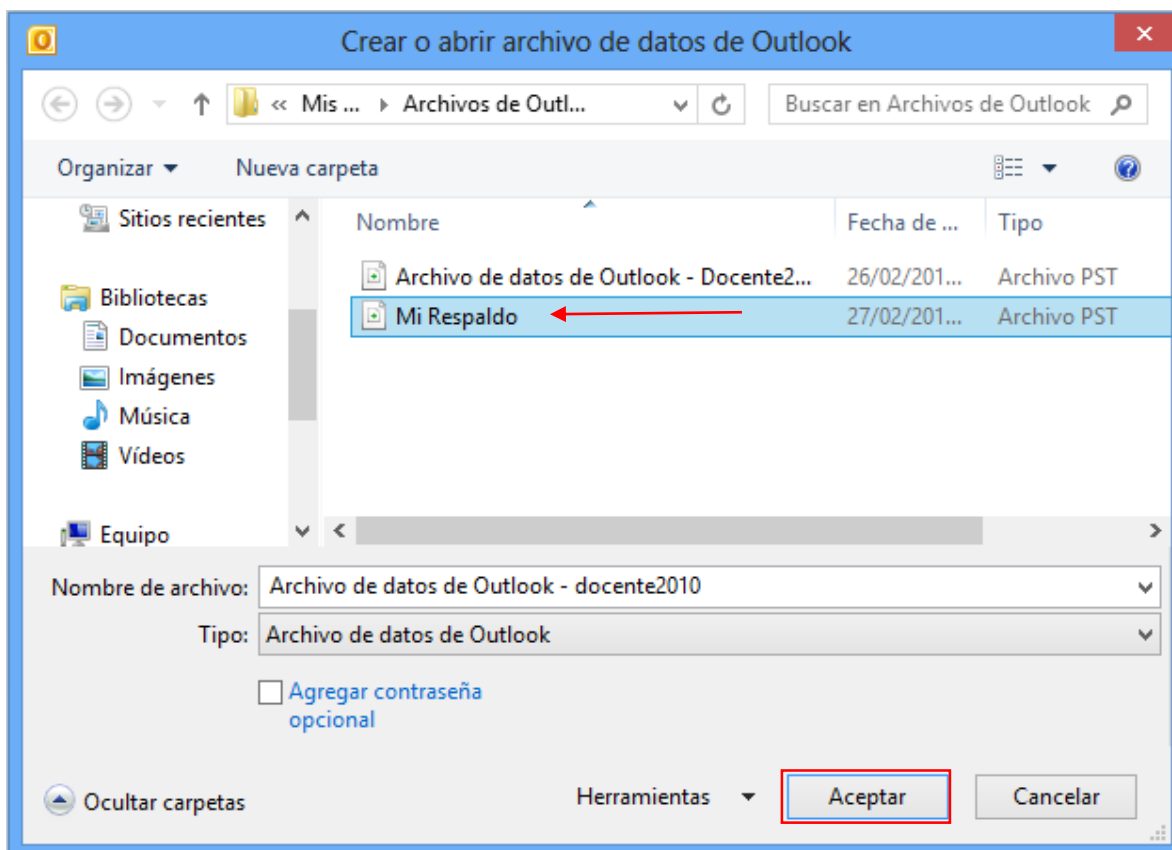 Crear o abrir archivo de datos de Outlook
« Mis ... Archivos de Outl... Buscar en Archivos de Outlook
Organizar Nueva carpeta
Sitios recientes
Bibliotecas
Documentos
Imágenes
Música
Vídeos
Equipo
Nombre Fecha de ... Tipo
Archivo de datos de Outlook - Docente2... 26/02/201... Archivo PST
Mi Respaldo 27/02/201... Archivo PST
Nombre de archivo: Archivo de datos de Outlook - docente2010
Tipo: Archivo de datos de Outlook
Agregar contraseña
opcional
Ocultar carpetas Herramientas Aceptar Cancelar